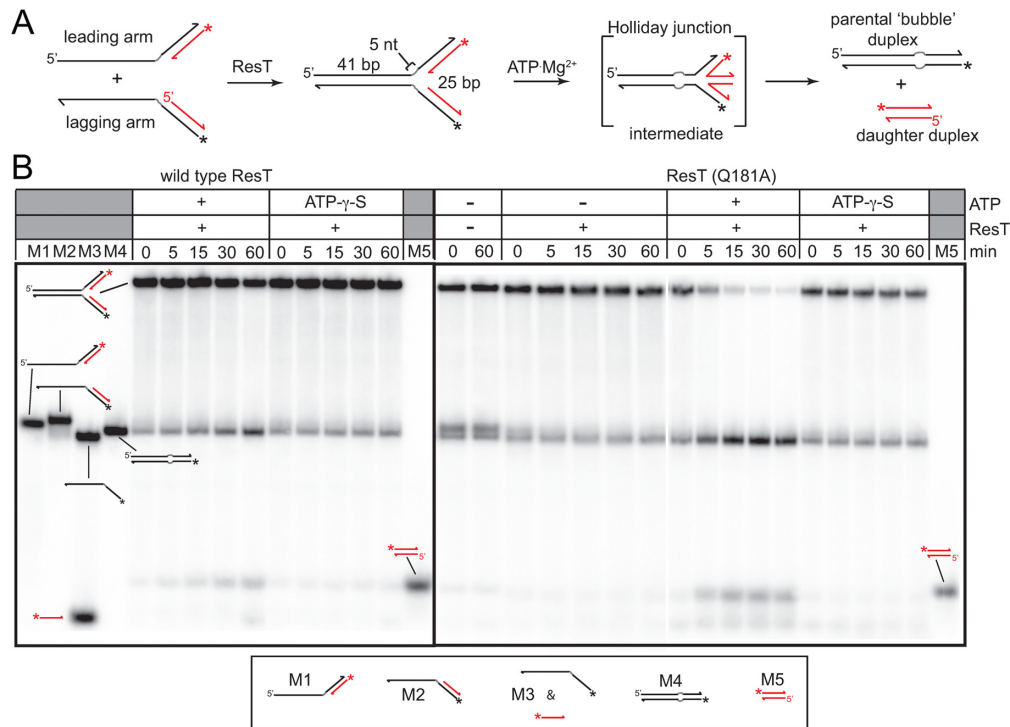 A
leading arm
5'
*
+
5'
lagging arm
*
ResT
5 nt
41 bp
25 bp
5'
*
*
ATP·Mg²⁺
Holliday junction
5'
*
*
intermediate
parental 'bubble'
duplex
5'
*
+
*
5'
daughter duplex
B
wild type ResT
ResT (Q181A)
+ ATP-γ-S - - + ATP-γ-S ATP
+ + - + + + ResT
M1 M2 M3 M4 0 5 15 30 60 0 5 15 30 60 M5 0 60 0 5 15 30 60 0 5 15 30 60 0 5 15 30 60 M5 min
5'
*
*
5'
*
*
5'
*
*
*
5'
*
5'
*
M1
5'
*
M2
*
M3 &
*
*
M4
5'
*
M5
*
5'